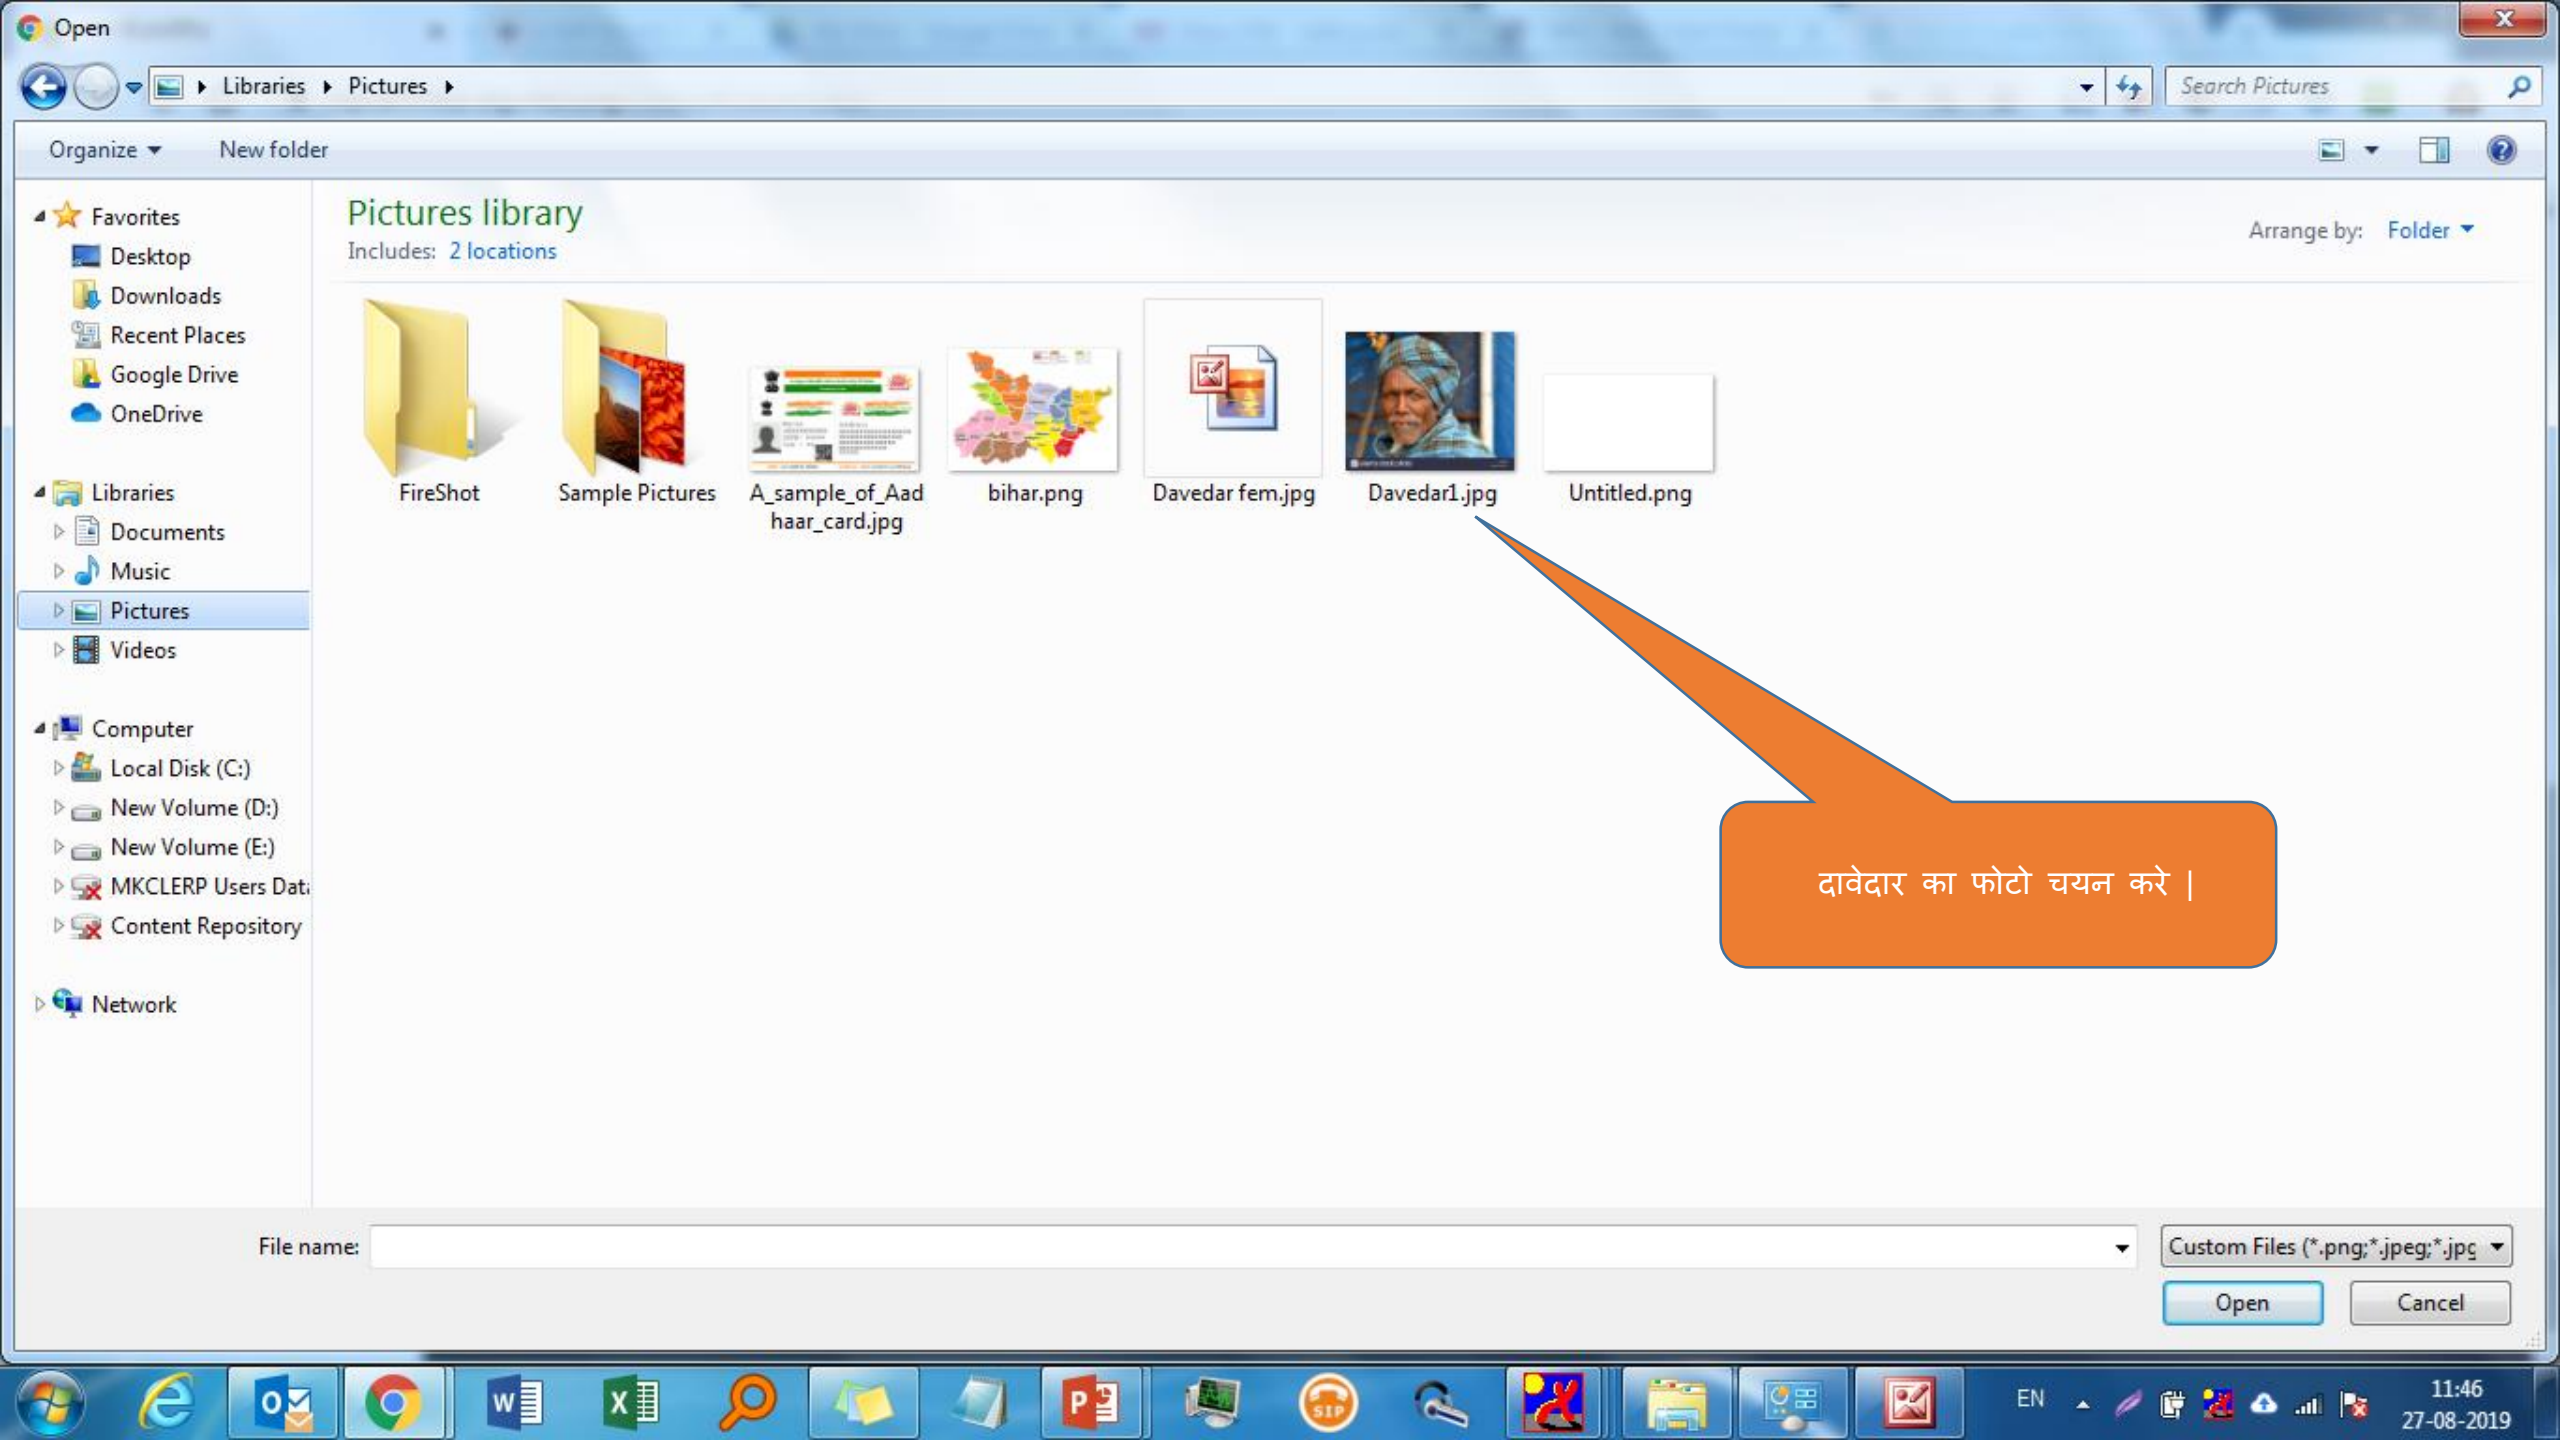 Open
Libraries Pictures
Search Pictures
Organize
New folder
Favorites
Desktop
Downloads
Recent Places
Google Drive
OneDrive
Libraries
Documents
Music
Pictures
Videos
Computer
Local Disk (C:)
New Volume (D:)
New Volume (E:)
MKCLERP Users Dat
Content Repository
Network
Pictures library
Includes: 2 locations
Arrange by: Folder
FireShot
Sample Pictures
A_sample_of_Aad
haar_card.jpg
bihar.png
Davedar fem.jpg
Davedar1.jpg
Untitled.png
दावेदार का फोटो चयन करे |
File name:
Custom Files (*.png;*.jpeg;*.jpg
Open
Cancel
SIP
EN
11:46
27-08-2019